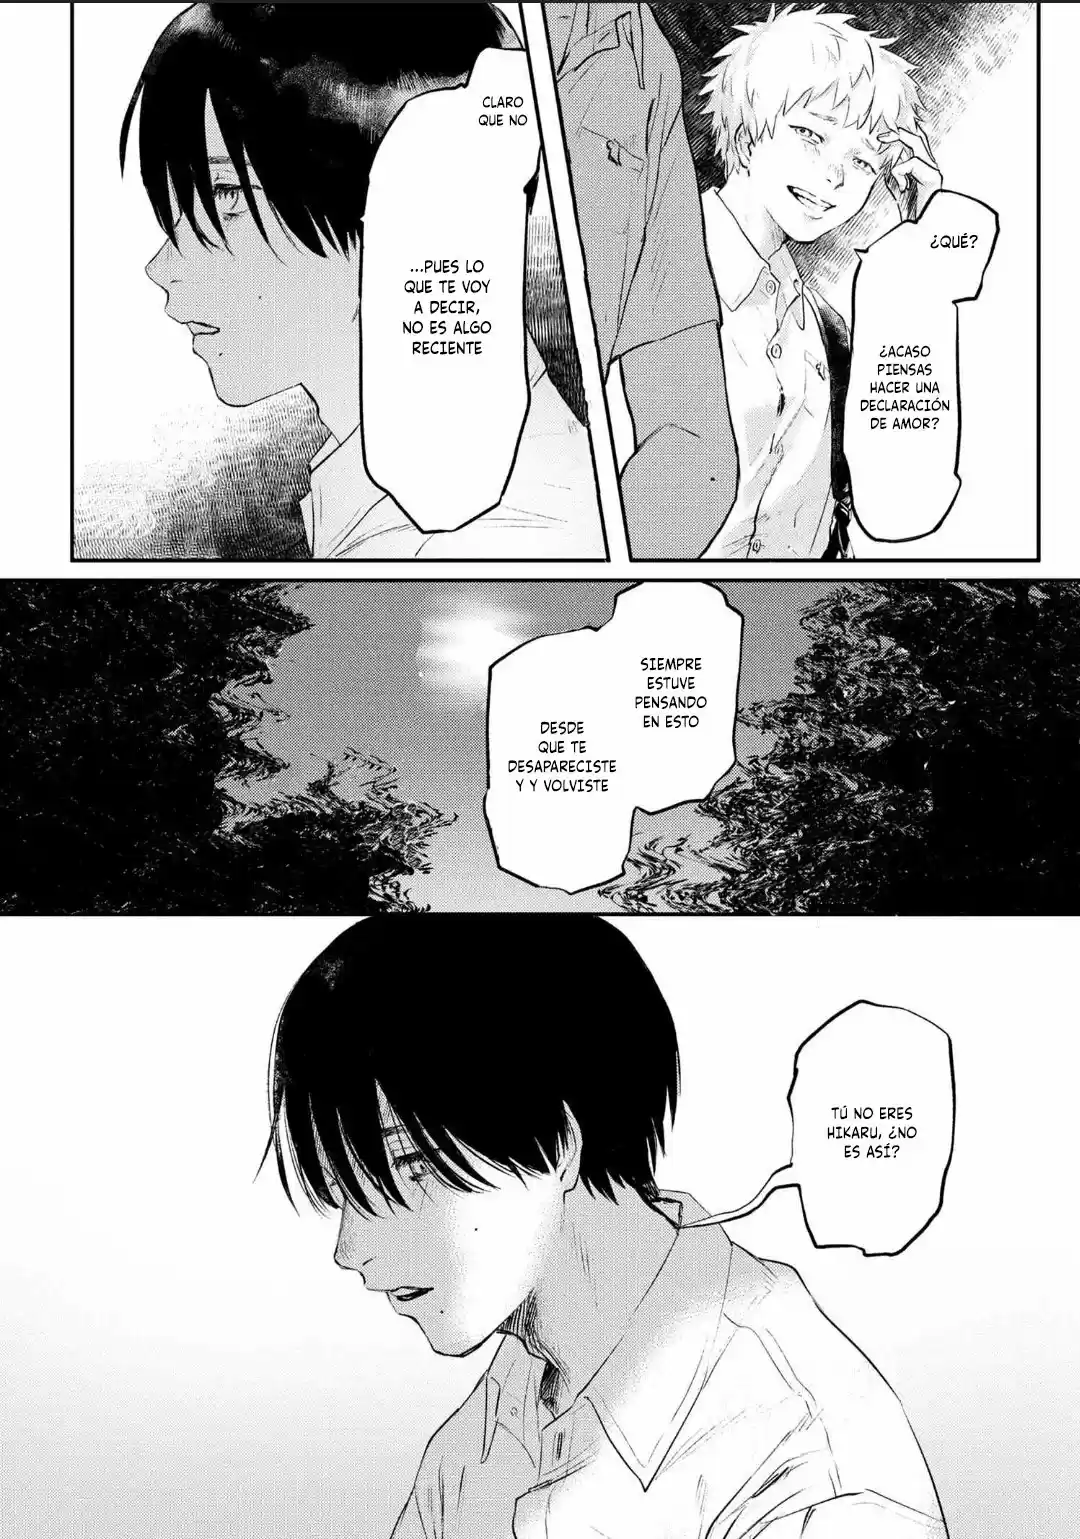 ¿QUÉ?
¿ACASO
PIENSAS
HACER UNA
DECLARACIÓN
DE AMOR?
CLARO
QUE NO
...PUES LO
QUE TE VOY
A DECIR,
NO ES ALGO
RECIENTE
SIEMPRE
ESTUVE
PENSANDO
EN ESTO
DESDE
QUE TE
DESAPARECISTE
Y Y VOLVISTE
TÚ NO ERES
HIKARU, ¿NO
ES ASÍ?